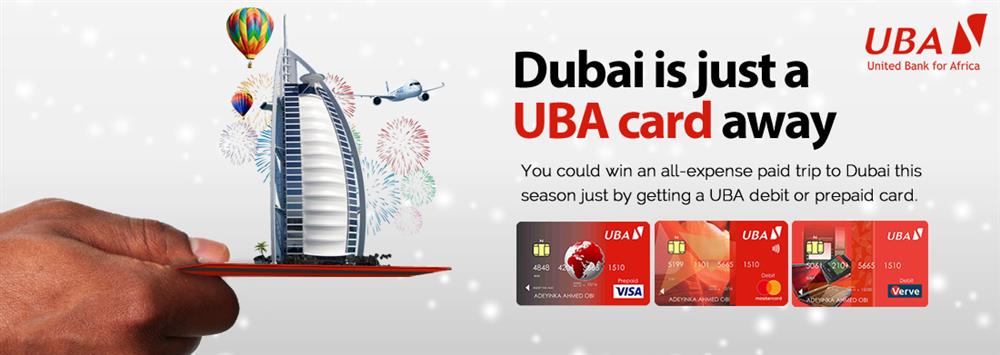 UBA
United Bank for Africa
Dubai is just a
UBA card away
You could win an all-expense paid trip to Dubai this
season just by getting a UBA debit or prepaid card.
UBA
4848
5665 1510
Prepaid
VISA
ADEYINKA AHMED OBI
UBA
5199 1101 5665 1510
Debit
mastercard
ADEYINKA AHMED OBI
UBA
5061 2101 5665 1510
Debit
Verve
ADEYINKA AHMED OBI